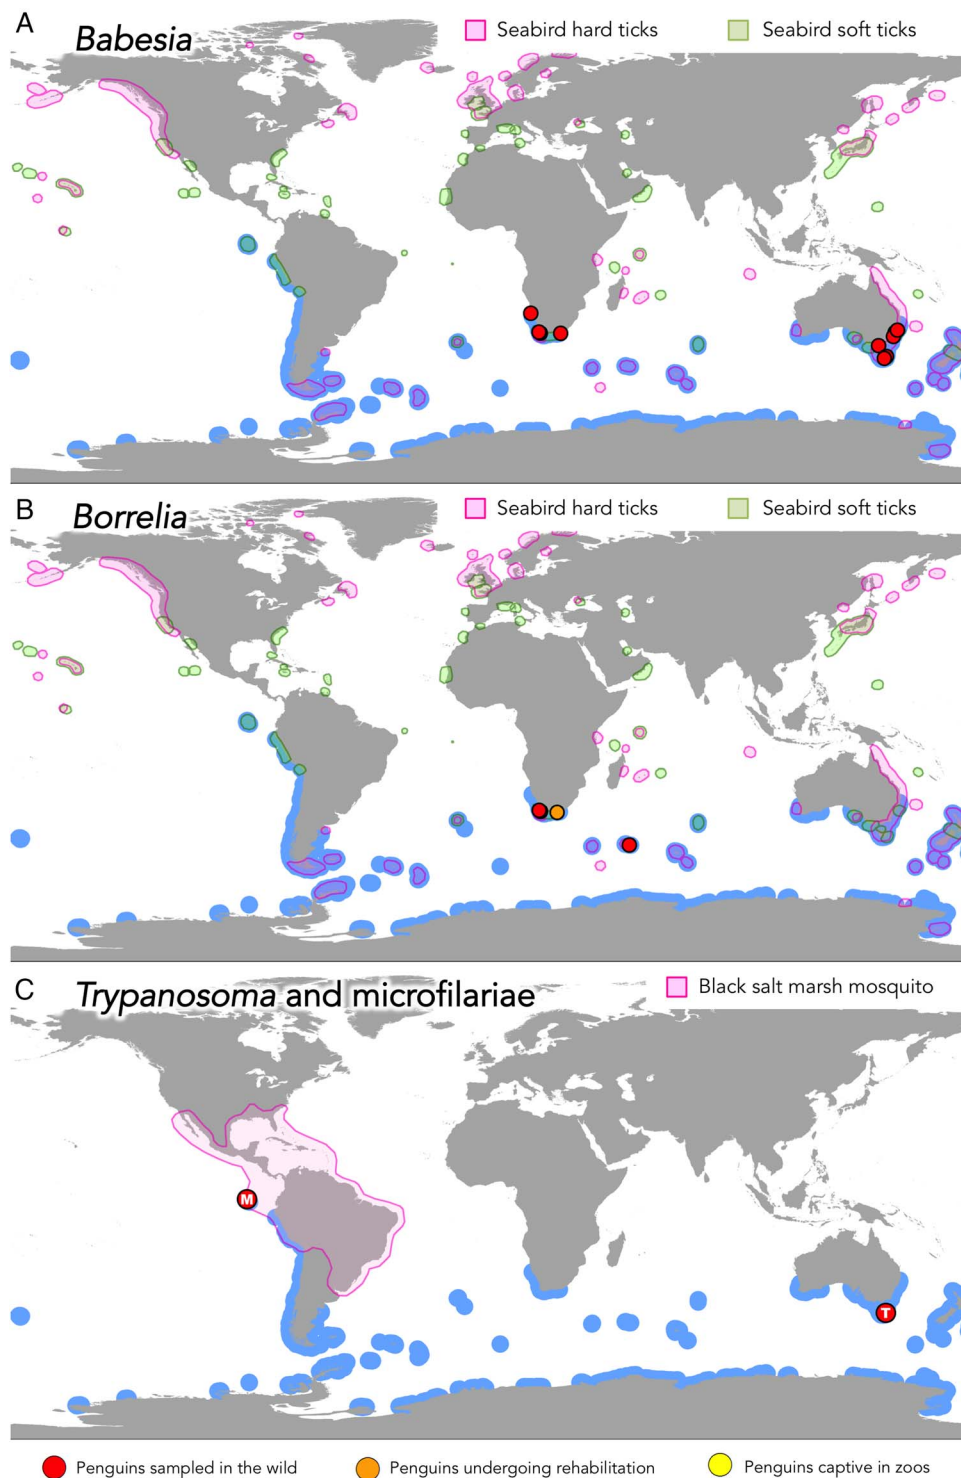 A
Babesia
Seabird hard ticks
Seabird soft ticks
B
Borrelia
Seabird hard ticks
Seabird soft ticks
C
Trypanosoma and microfilariae
Black salt marsh mosquito
M
T
Penguins sampled in the wild
Penguins undergoing rehabilitation
Penguins captive in zoos